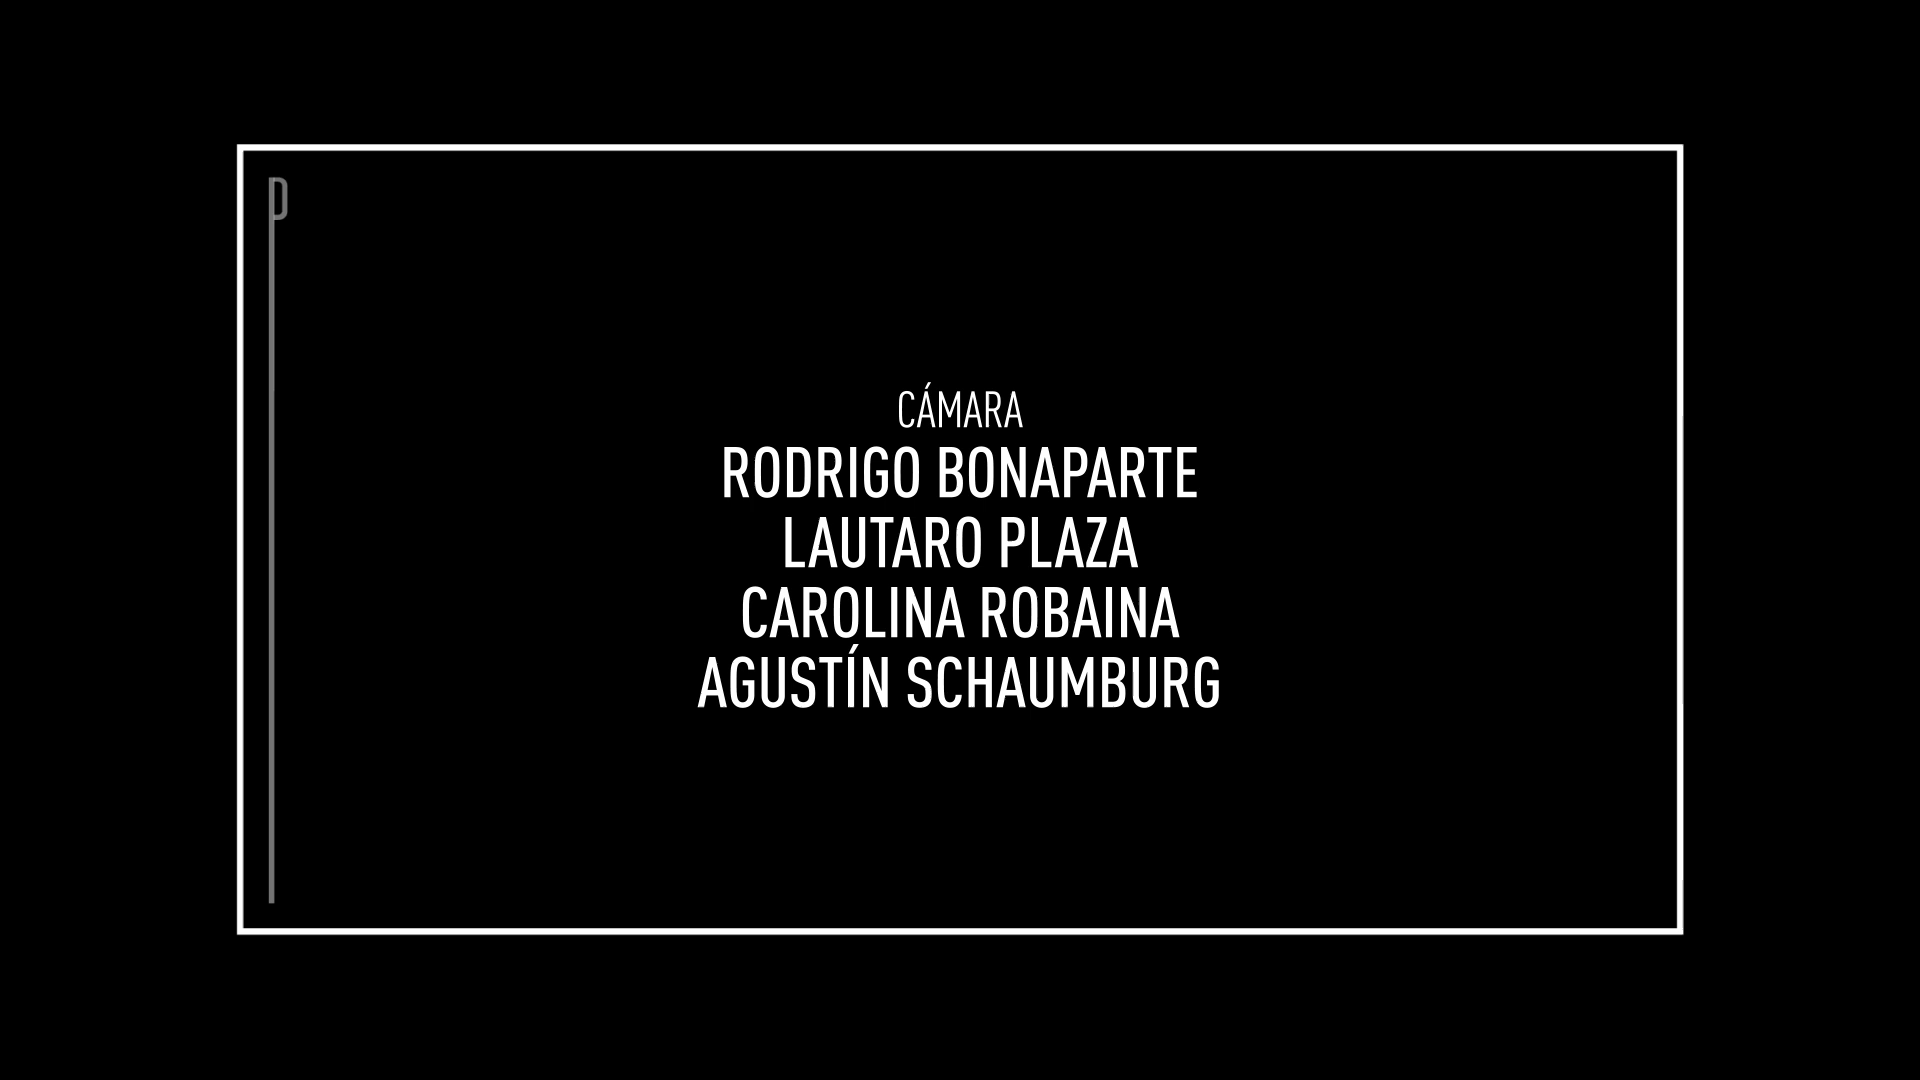 P
CÁMARA
RODRIGO BONAPARTE
LAUTARO PLAZA
CAROLINA ROBAINA
AGUSTÍN SCHAUMBURG